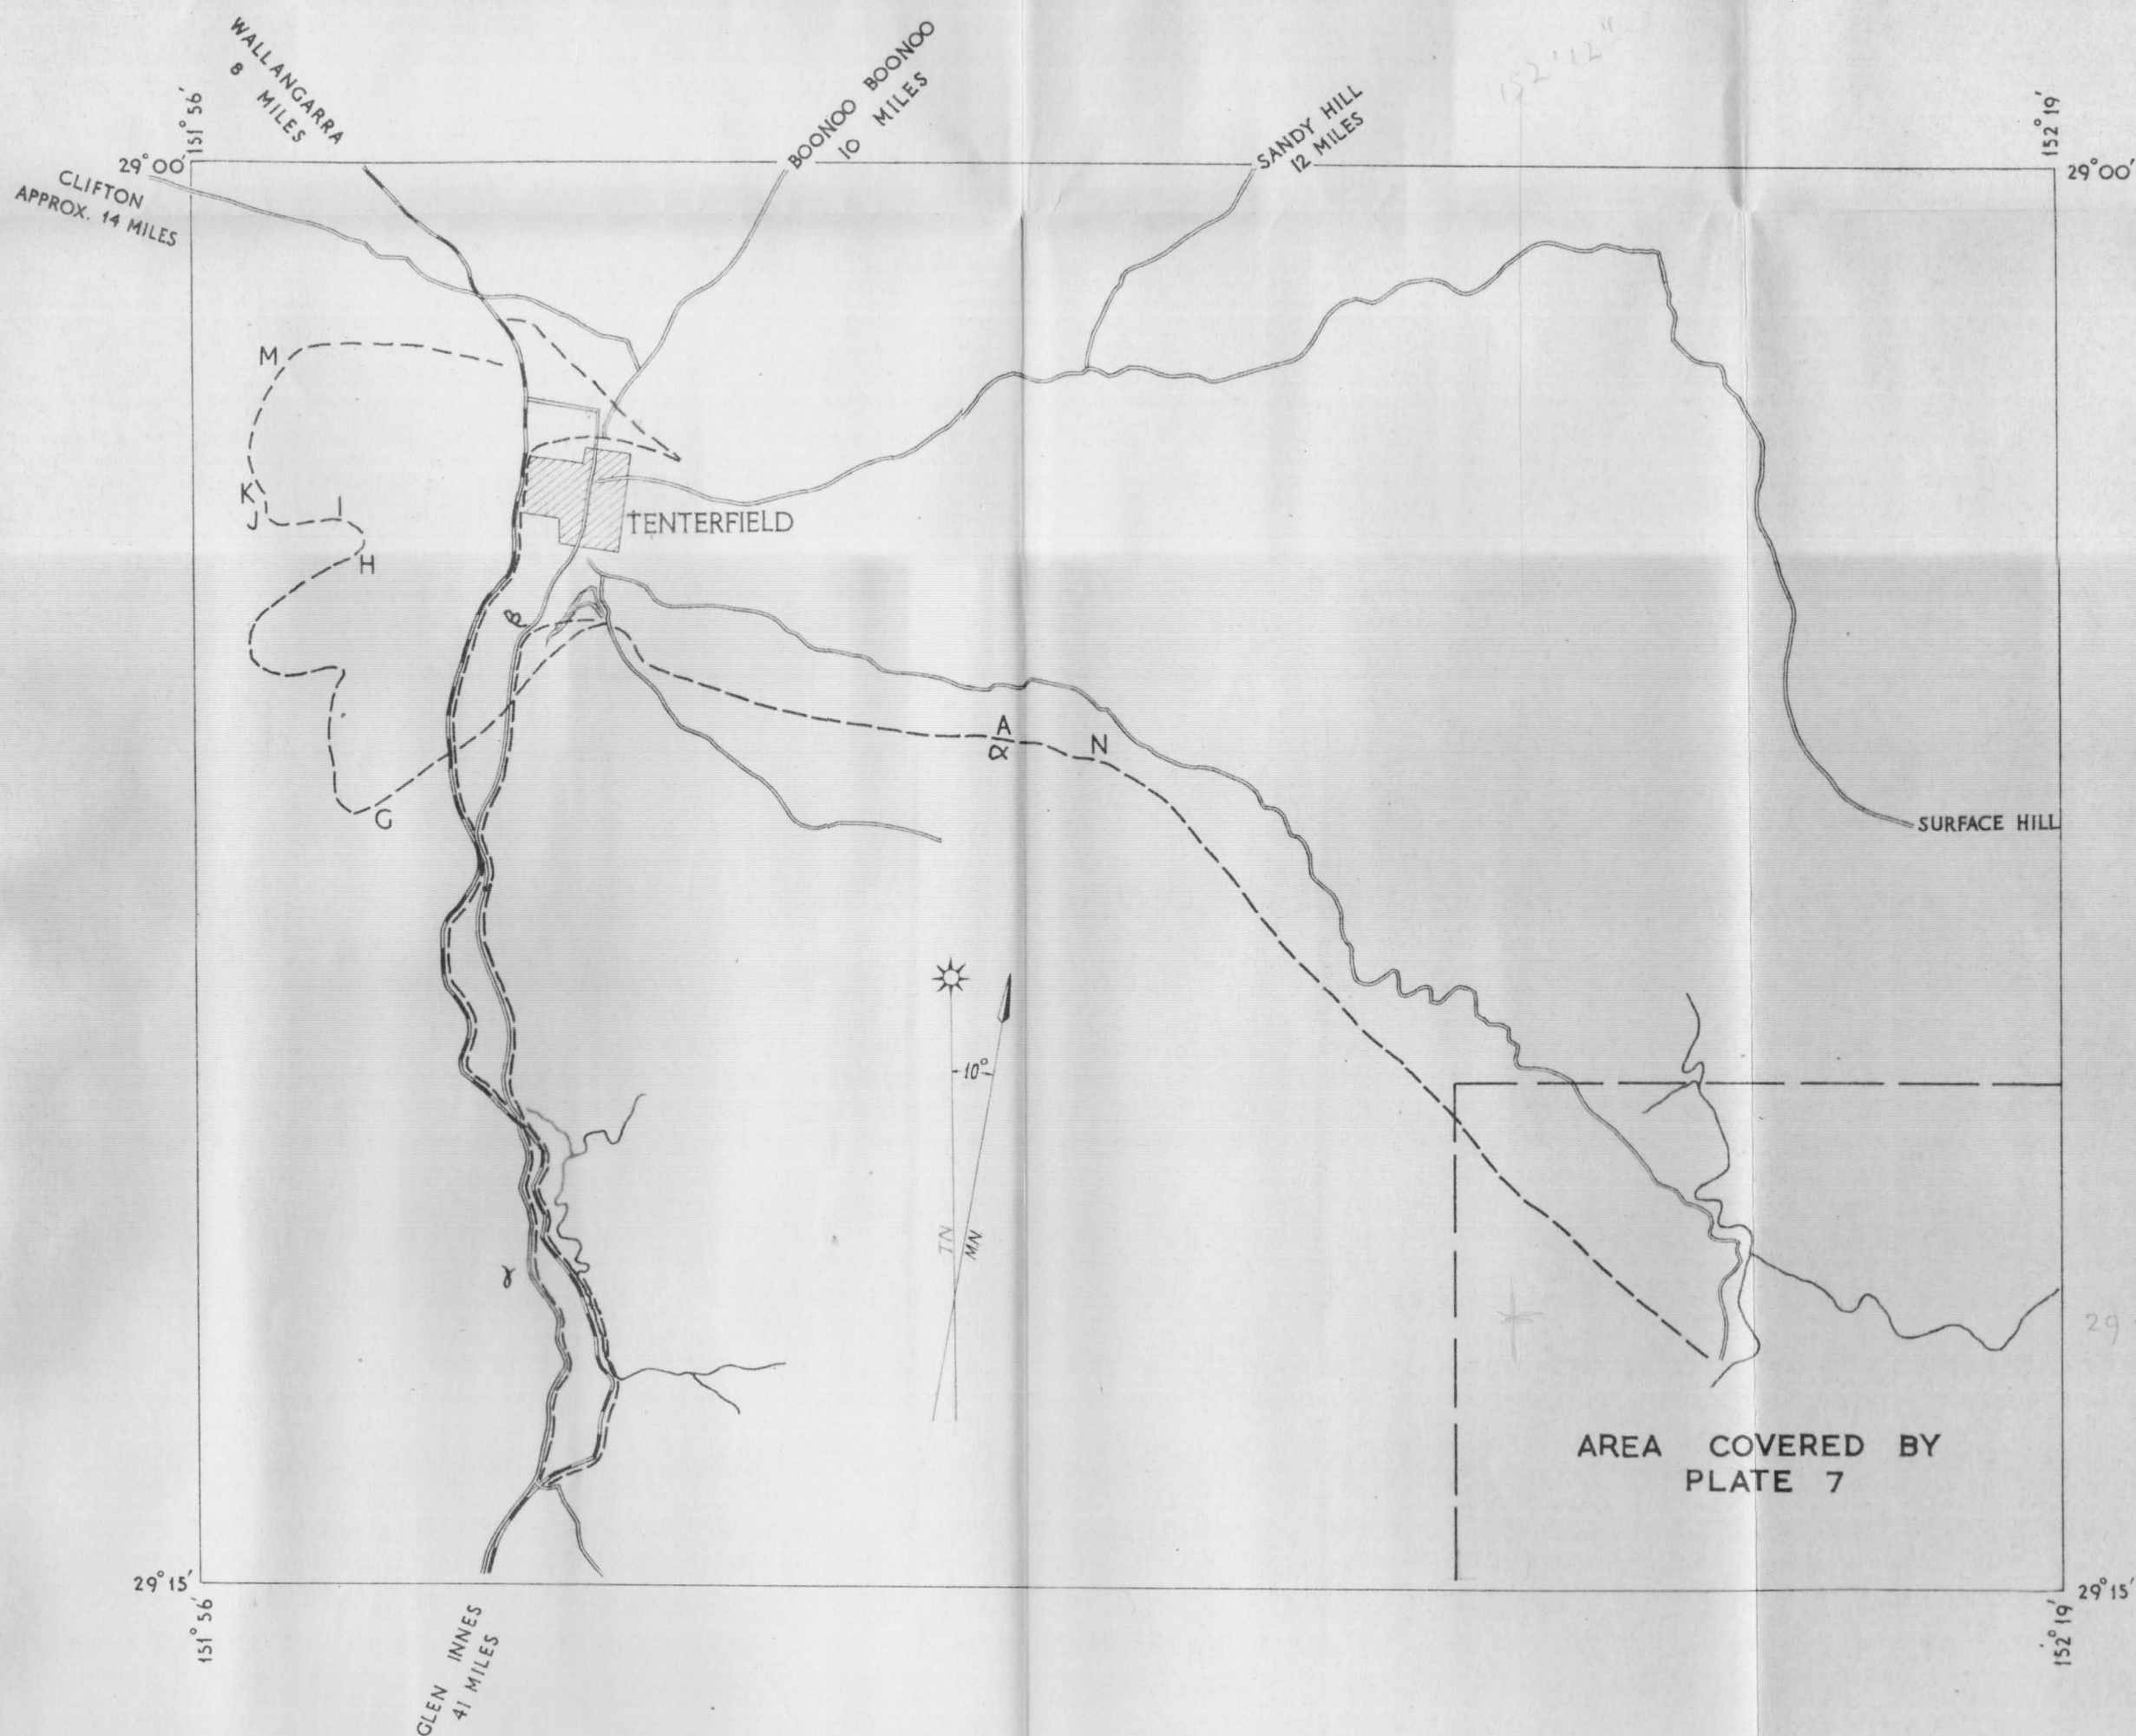 WALLANGARRA
8 MILES
BOONOO BOONOO
10 MILES
152°12"
SANDY HILL
12 MILES
151° 56'
152° 19'
29° 00'
29° 00'
CLIFTON
APPROX. 14 MILES
M
K
J
I
H
TENTERFIELD
β
A
α
N
G
SURFACE HILL
10°
TN
MN
γ
29
AREA COVERED BY
PLATE 7
29° 15'
29° 15'
151° 56'
152° 19'
GLEN INNES
41 MILES